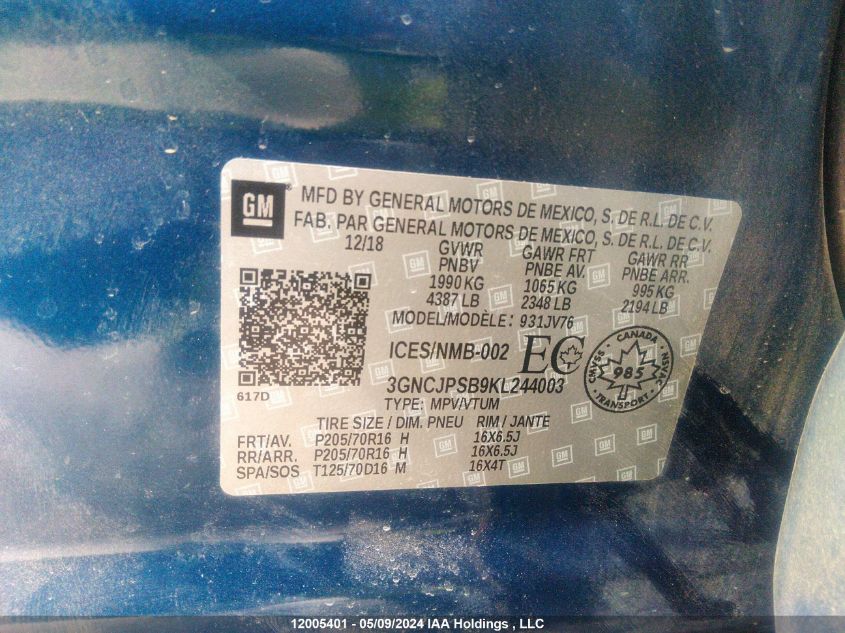 GM
MFD BY GENERAL MOTORS DE MEXICO, S. DE R.L. DE C.V.
FAB. PAR GENERAL MOTORS DE MEXICO, S. DE R.L. DE C.V.
12/18 GVWR GAWR FRT GAWR RR
PNBV PNBE AV. PNBE ARR.
1990 KG 1065 KG 995 KG
4387 LB 2348 LB 2194 LB
MODEL/MODÈLE: 931JV76
ICES/NMB-002 EC
CANADA
CMVSS 985 NSVAC
TRANSPORT
3GNCJPSB9KL244003
617D
TYPE: MPV/VTUM
TIRE SIZE / DIM. PNEU RIM / JANTE
FRT/AV. P205/70R16 H 16X6.5J
RR/ARR. P205/70R16 H 16X6.5J
SPA/SOS T125/70D16 M 16X4T
12005401 - 05/09/2024 IAA Holdings , LLC